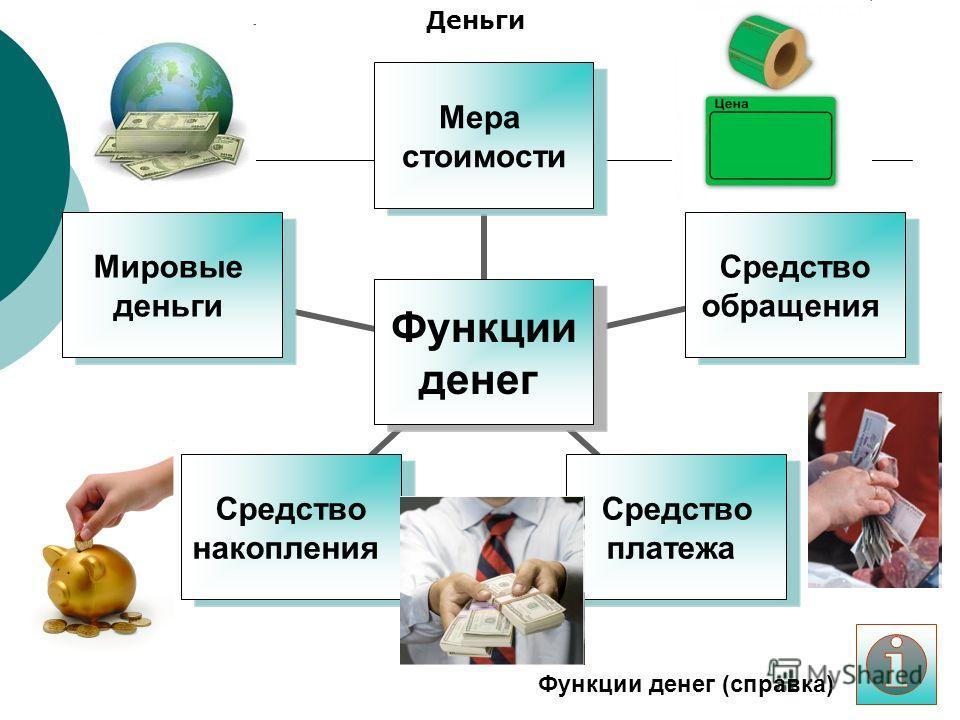 Деньги
Мера
стоимости
Цена
Мировые
деньги
Средство
обращения
Функции
денег
Средство
накопления
Средство
платежа
Функции денег (справка)
MyShared